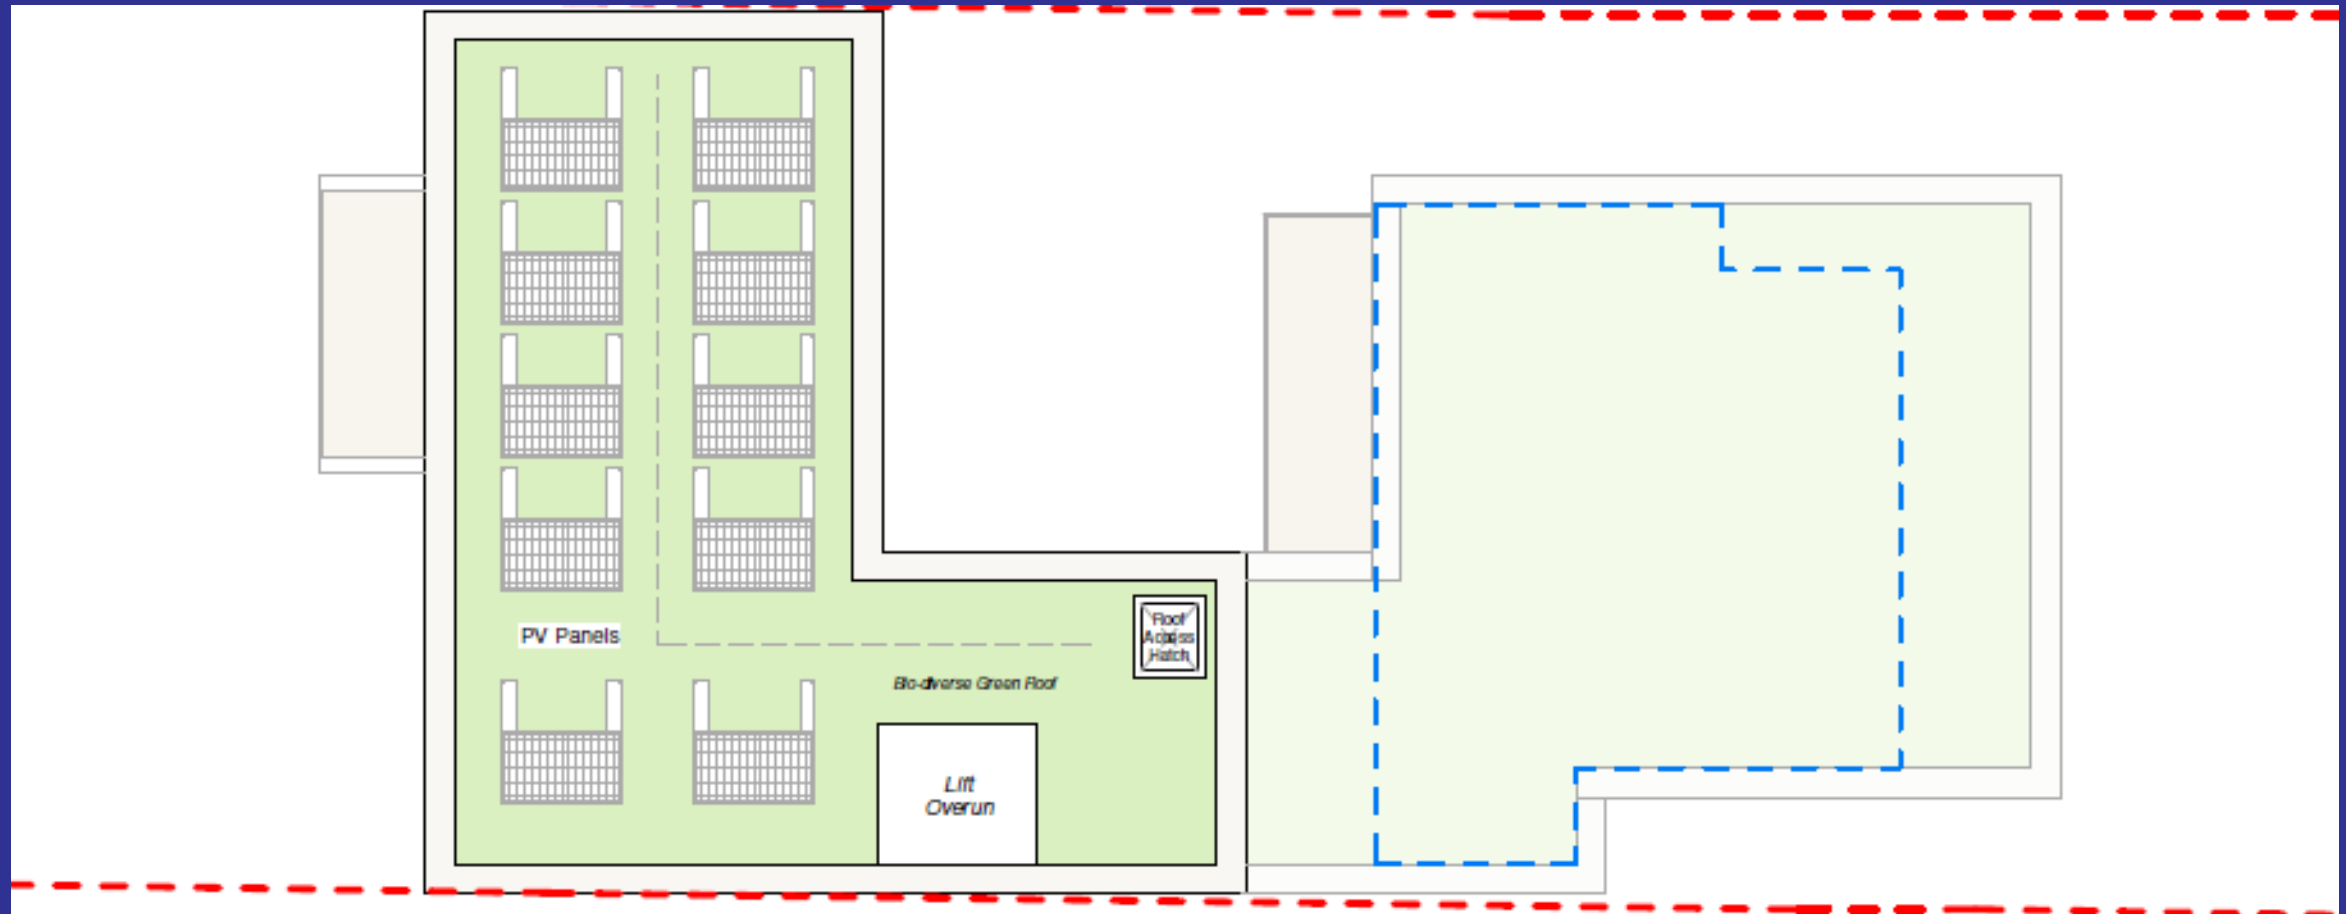 Roof
Access
Hatch
PV Panels
Bio-diverse Green Roof
Lift
Overun